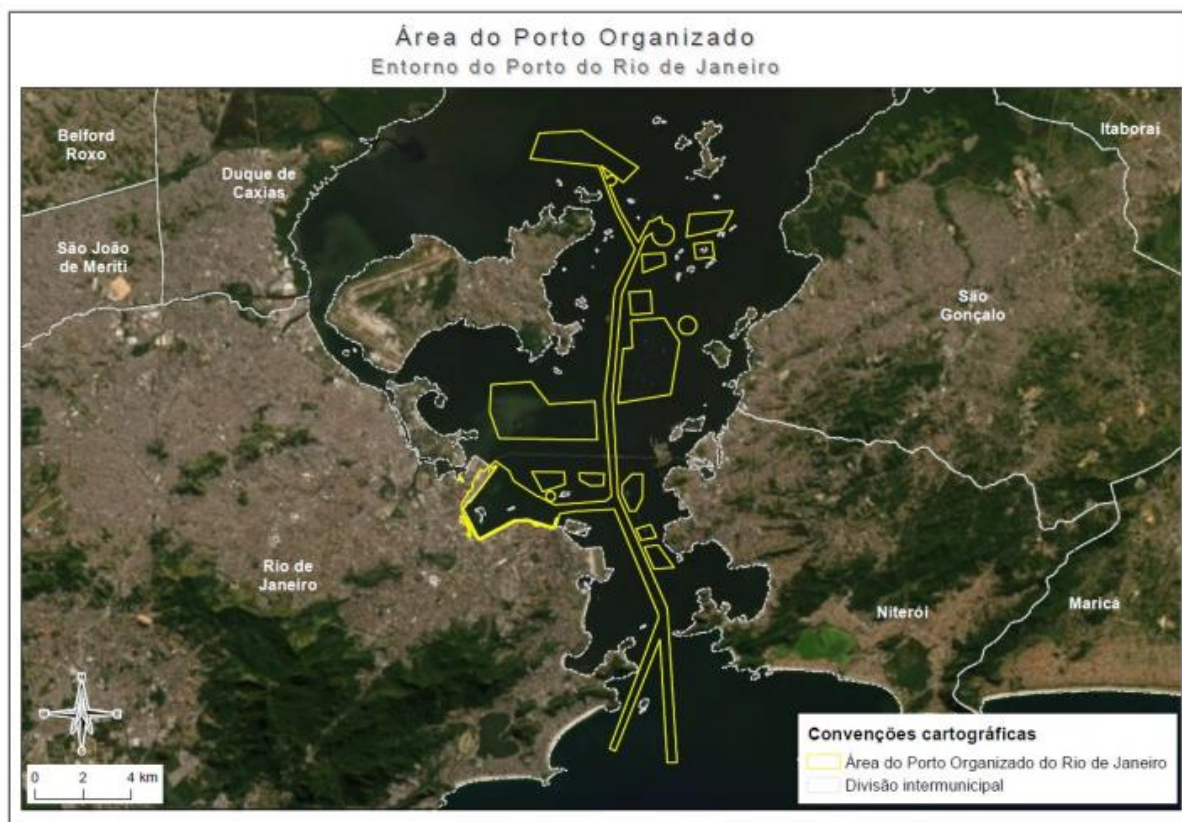 Área do Porto Organizado
Entorno do Porto do Rio de Janeiro
Belford
Roxo
Duque de
Caxias
Itaboraí
São João
de Meriti
São
Gonçalo
Rio de
Janeiro
Niterói
Maricá
N
0 2 4 km
Convenções cartográficas
Área do Porto Organizado do Rio de Janeiro
Divisão intermunicipal